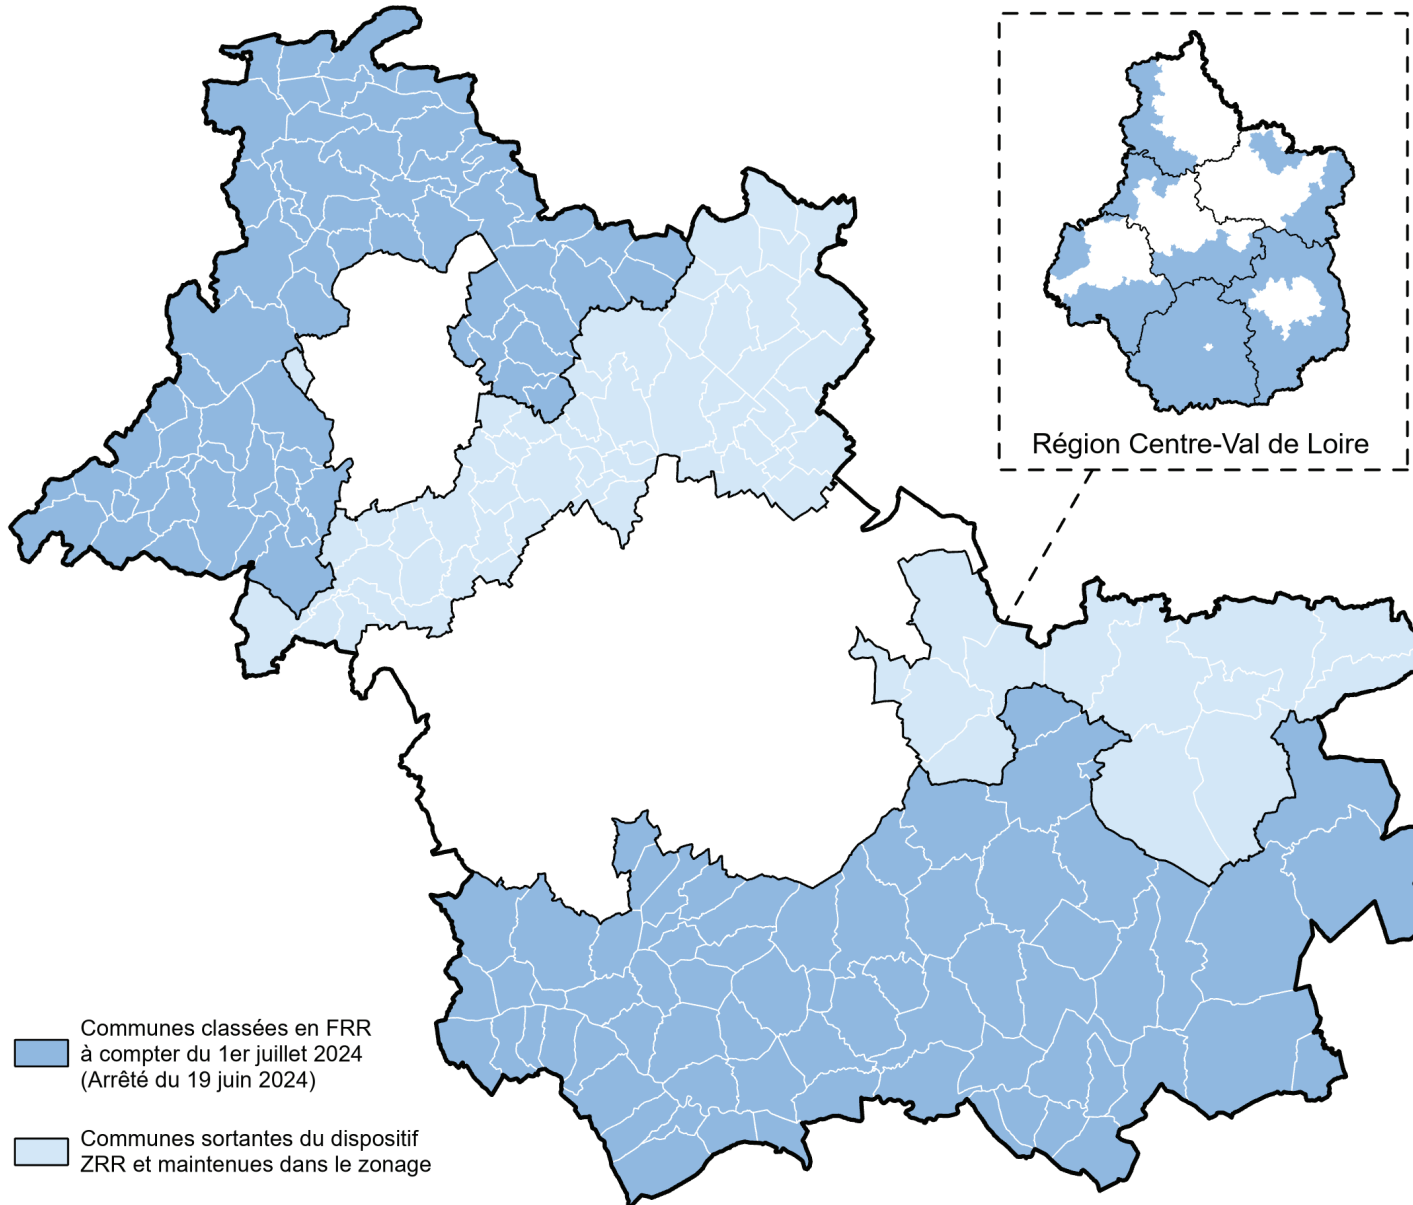 Région Centre-Val de Loire
Communes classées en FRR
à compter du 1er juillet 2024
(Arrêté du 19 juin 2024)
Communes sortantes du dispositif
ZRR et maintenues dans le zonage